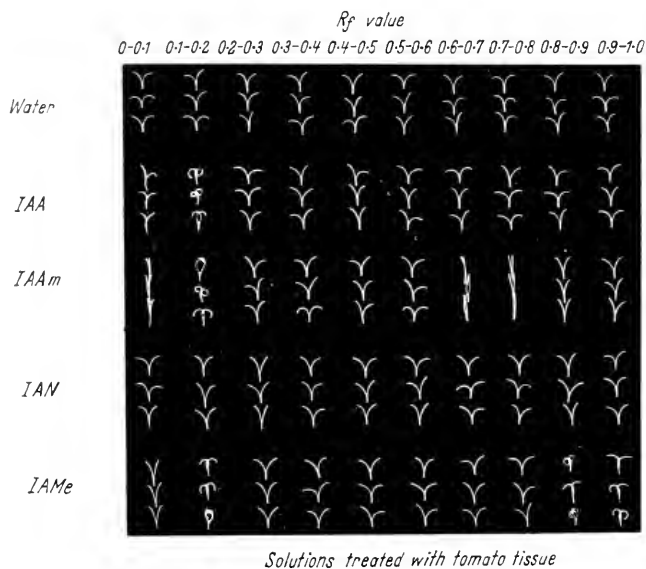 Rf value
0-0·1 0·1-0·2 0·2-0·3 0·3-0·4 0·4-0·5 0·5-0·6 0·6-0·7 0·7-0·8 0·8-0·9 0·9-1·0
Water
IAA
IAAm
IAN
IAMe
Solutions treated with tomato tissue